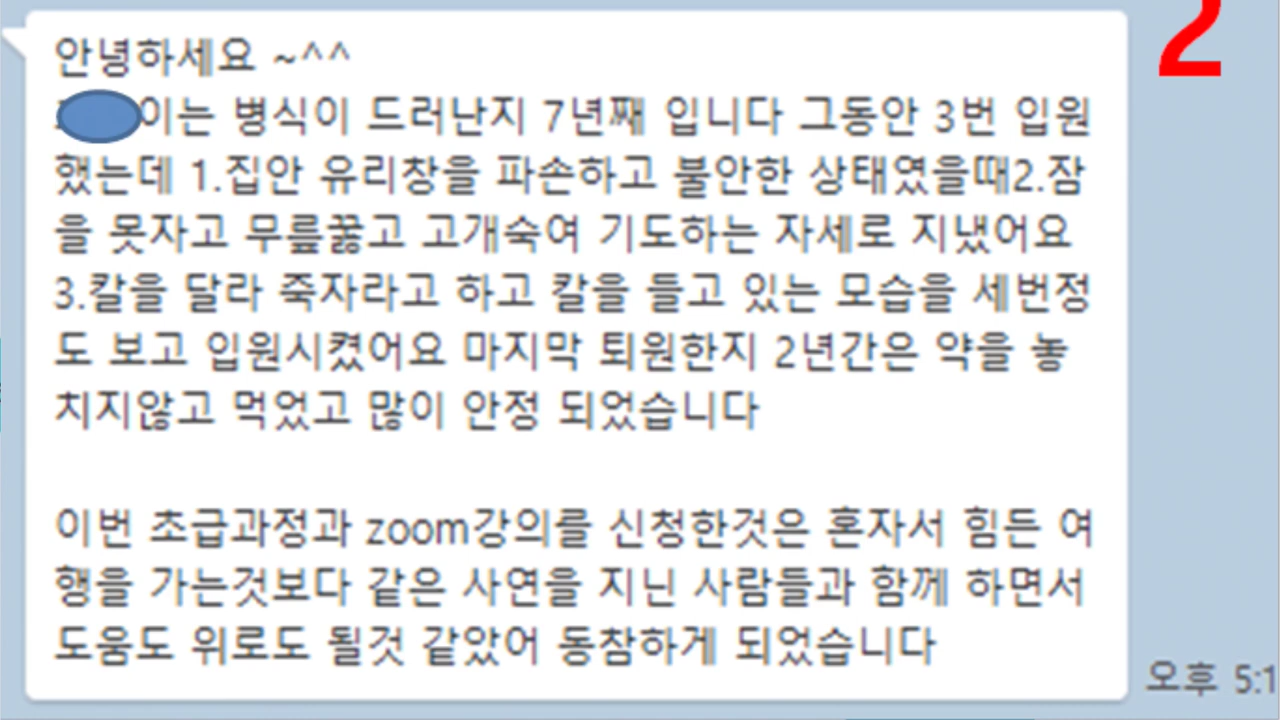 안녕하세요 ~^^
이는 병식이 드러난지 7년째 입니다 그동안 3번 입원
했는데 1.집안 유리창을 파손하고 불안한 상태였을때2.잠
을 못자고 무릎꿇고 고개숙여 기도하는 자세로 지냈어요
3.칼을 달라 죽자라고 하고 칼을 들고 있는 모습을 세번정
도 보고 입원시켰어요 마지막 퇴원한지 2년간은 약을 놓
치지않고 먹었고 많이 안정 되었습니다
이번 초급과정과 zoom강의를 신청한것은 혼자서 힘든 여
행을 가는것보다 같은 사연을 지닌 사람들과 함께 하면서
도움도 위로도 될것 같았어 동참하게 되었습니다
2
오후 5:1